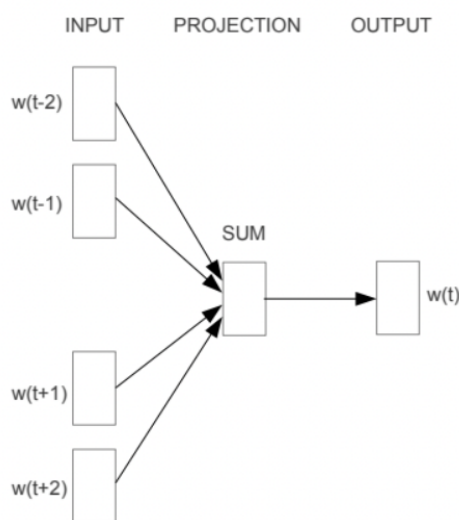 INPUT PROJECTION OUTPUT
w(t-2)
w(t-1)
SUM
w(t)
w(t+1)
w(t+2)